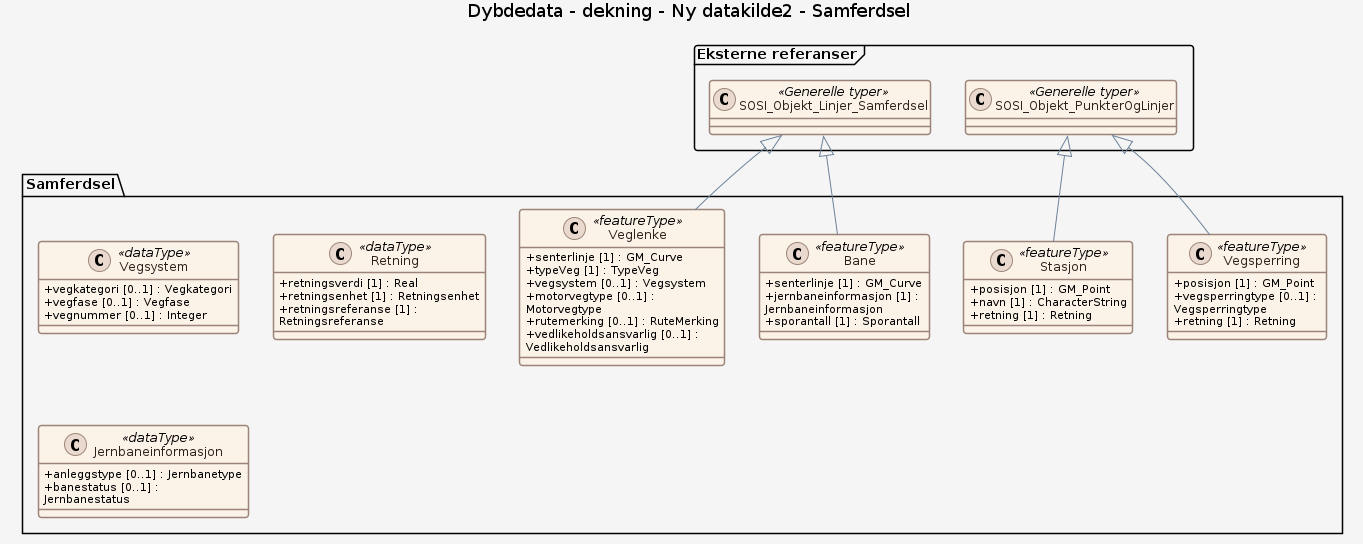 Dybdedata - dekning - Ny datakilde2 - Samferdsel
Eksterne referanser
C
«Generelle typer»
SOSI_Objekt_Linjer_Samferdsel
C
«Generelle typer»
SOSI_Objekt_PunkterOgLinjer
Samferdsel
C
«dataType»
Vegsystem
+vegkategori [0..1] : Vegkategori
+vegfase [0..1] : Vegfase
+vegnummer [0..1] : Integer
C
«dataType»
Retning
+retningsverdi [1] : Real
+retningsenhet [1] : Retningsenhet
+retningsreferanse [1] :
Retningsreferanse
C
«featureType»
Veglenke
+senterlinje [1] : GM_Curve
+typeVeg [1] : TypeVeg
+vegsystem [0..1] : Vegsystem
+motorvegtype [0..1] :
Motorvegtype
+rutemerking [0..1] : RuteMerking
+vedlikeholdsansvarlig [0..1] :
Vedlikeholdsansvarlig
C
«featureType»
Bane
+senterlinje [1] : GM_Curve
+jernbaneinformasjon [1] :
Jernbaneinformasjon
+sporantall [1] : Sporantall
C
«featureType»
Stasjon
+posisjon [1] : GM_Point
+navn [1] : CharacterString
+retning [1] : Retning
C
«featureType»
Vegsperring
+posisjon [1] : GM_Point
+vegsperringtype [0..1] :
Vegsperringtype
+retning [1] : Retning
C
«dataType»
Jernbaneinformasjon
+anleggstype [0..1] : Jernbanetype
+banestatus [0..1] :
Jernbanestatus